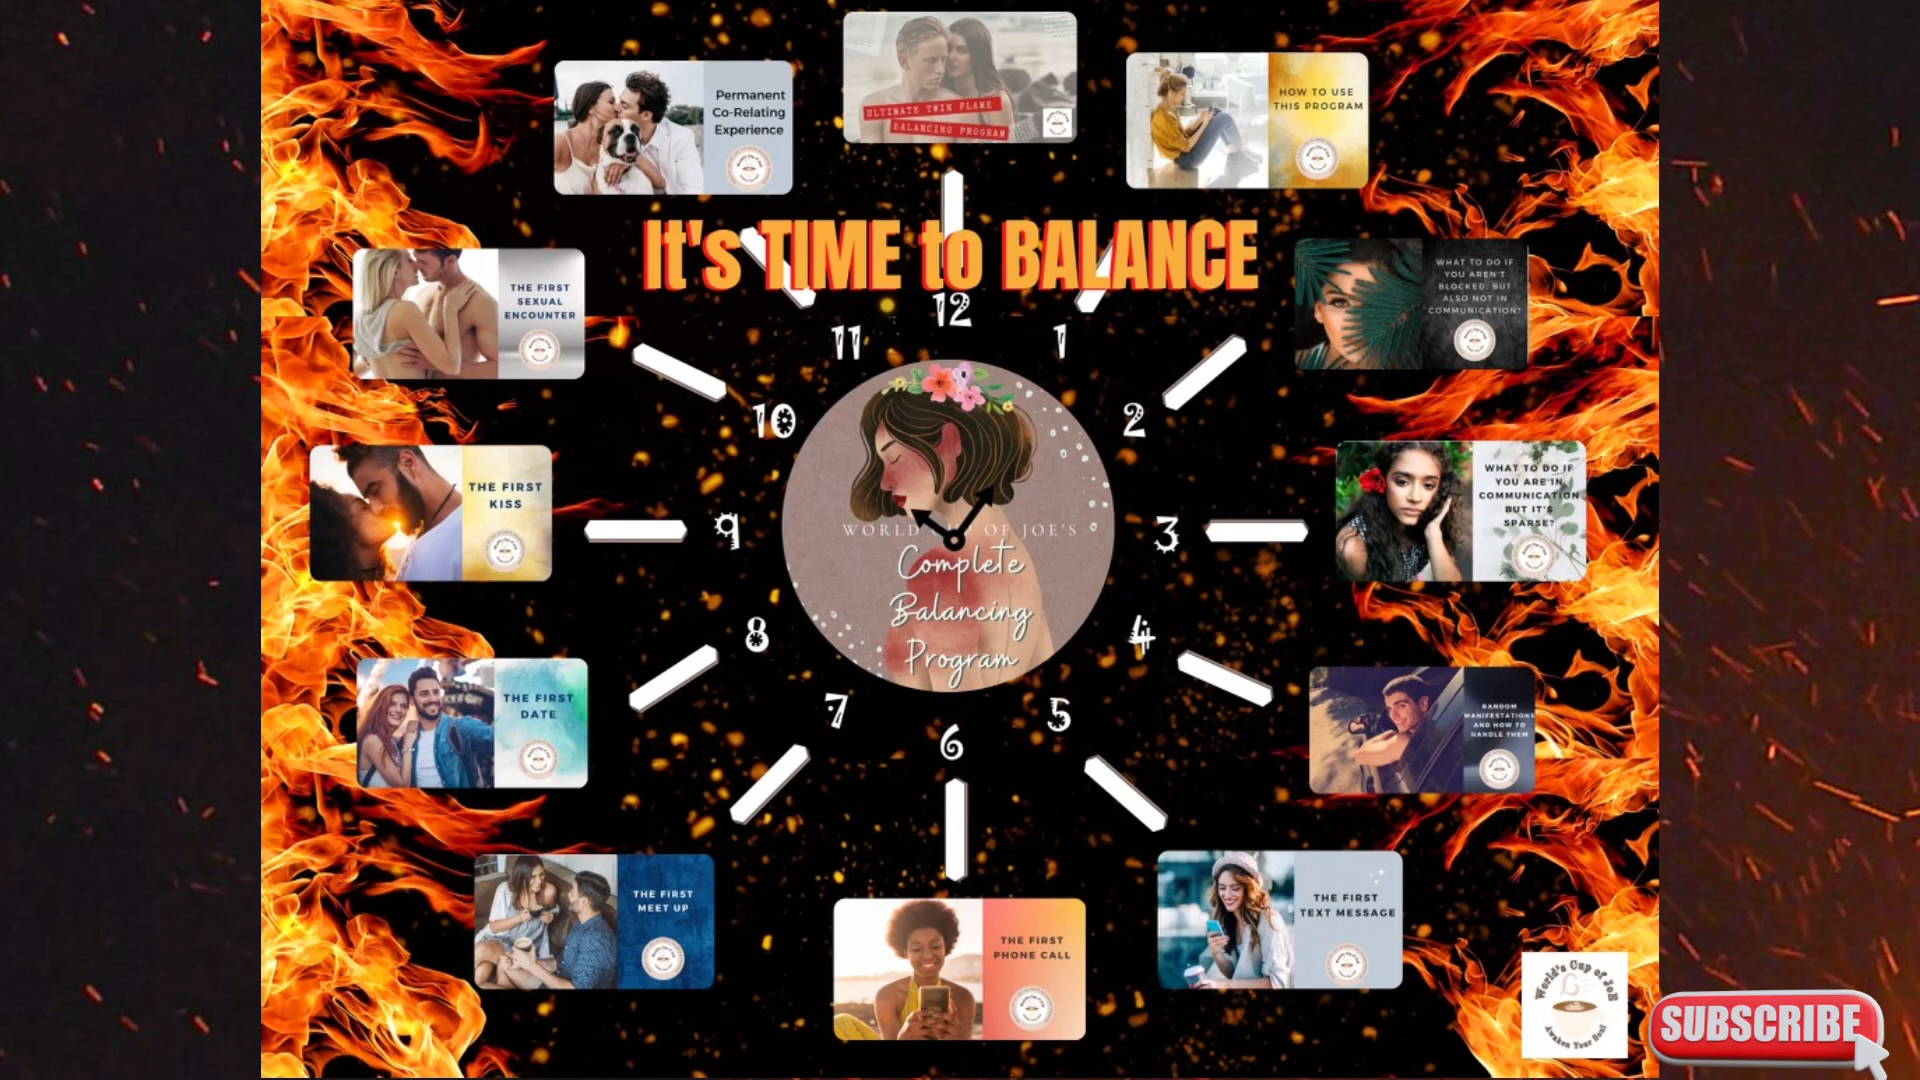 ULTIMATE TWIN FLAME
BALANCING PROGRAM
Permanent
Co-Relating
Experience
HOW TO USE
THIS PROGRAM
It's TIME to BALANCE
12
11
1
10
2
9
3
8
4
7
5
6
THE FIRST
SEXUAL
ENCOUNTER
WHAT TO DO IF
YOU AREN'T
BLOCKED, BUT
ALSO NOT IN
COMMUNICATION?
THE FIRST
KISS
WORLD CUP OF JOE'S
Complete
Balancing
Program
WHAT TO DO IF
YOU ARE IN
COMMUNICATION
BUT IT'S
SPARSE?
THE FIRST
DATE
RANDOM
MANIFESTATIONS
AND HOW TO
HANDLE THEM
THE FIRST
MEET UP
THE FIRST
PHONE CALL
THE FIRST
TEXT MESSAGE
World's Cup of JoE
Awaken Your Soul
SUBSCRIBE